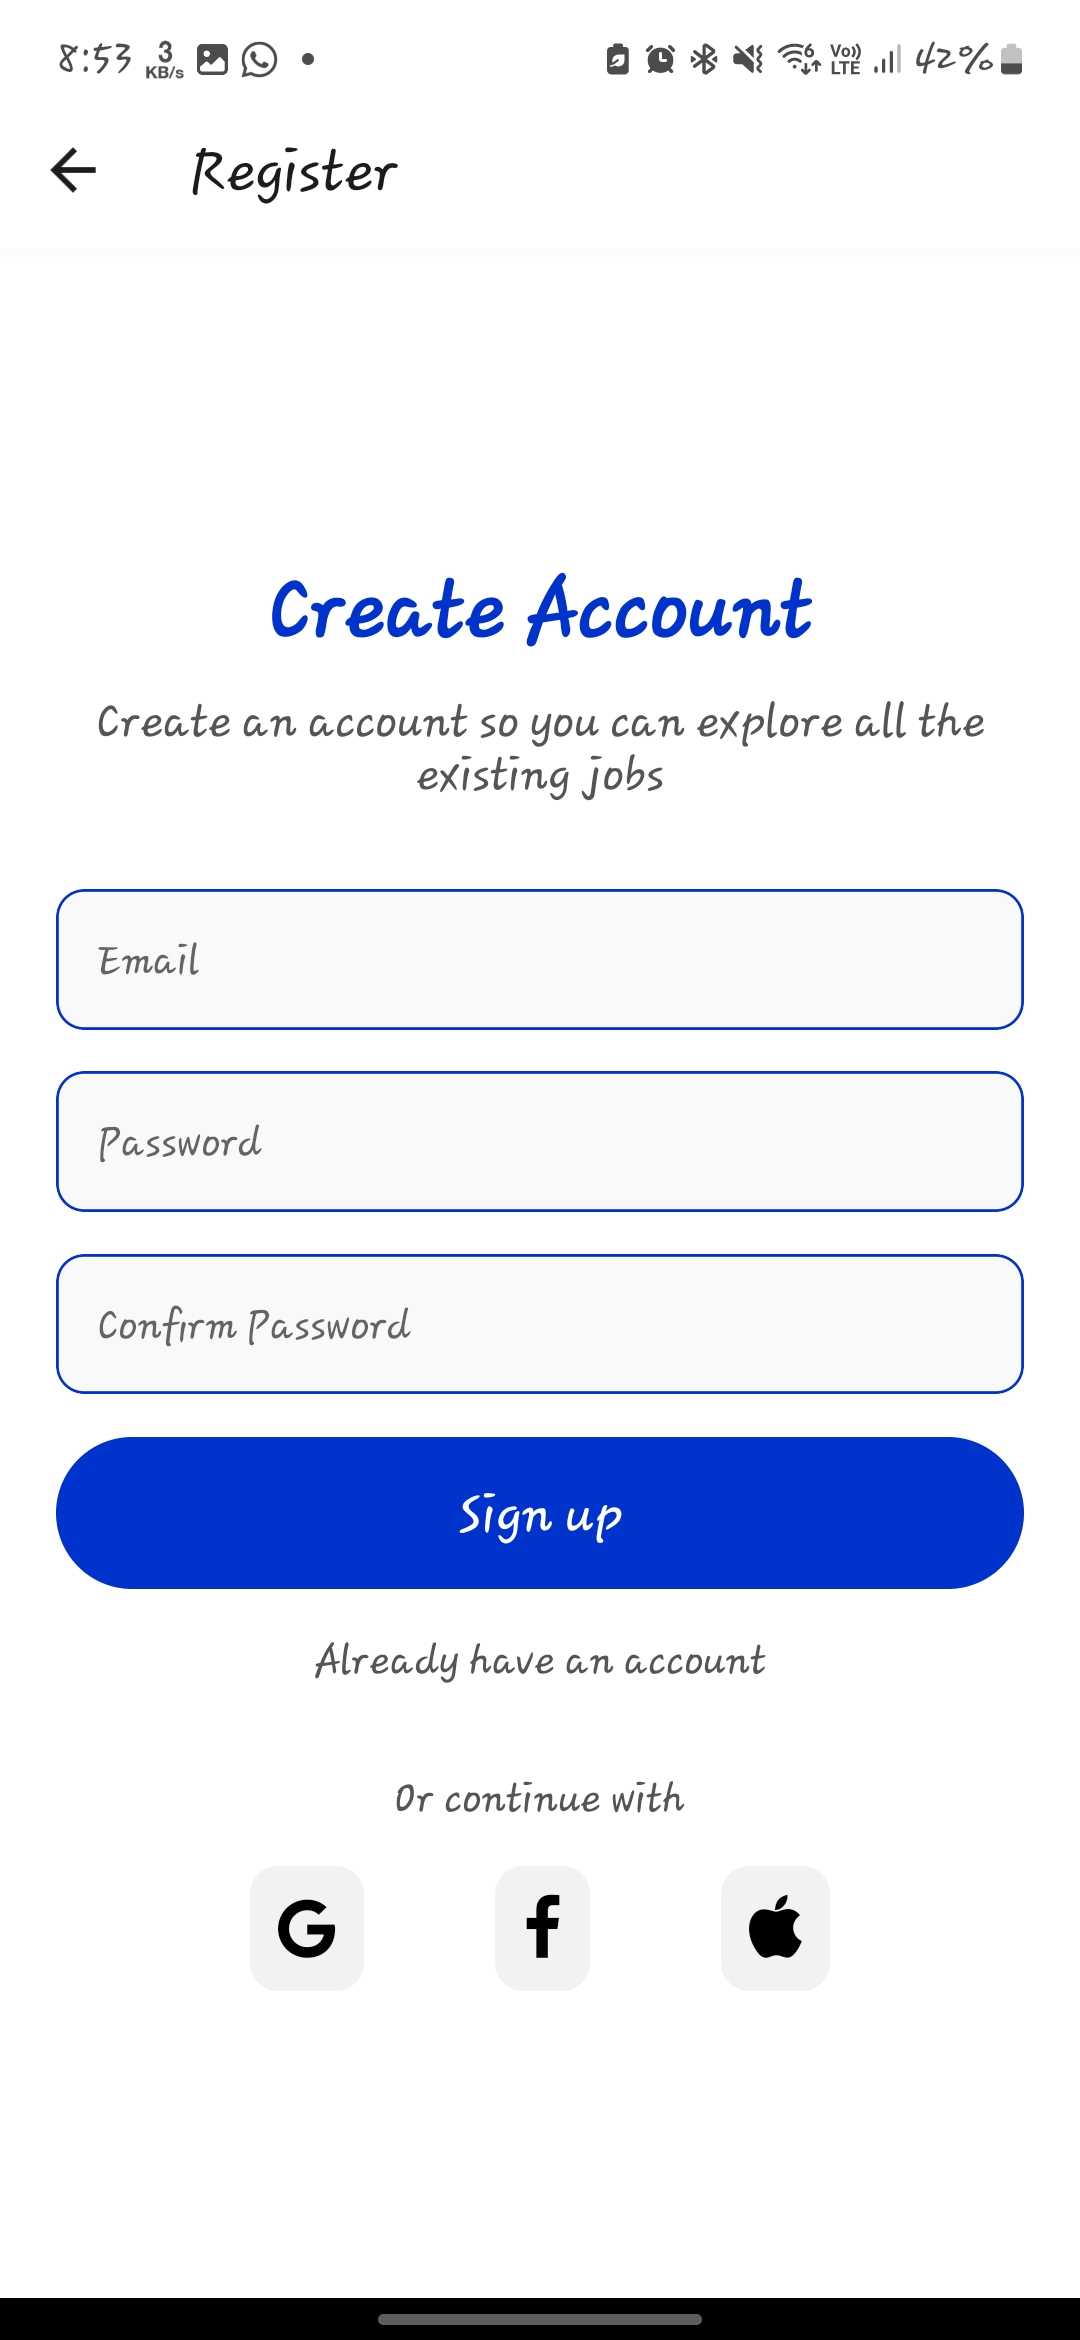 8:53 3 KB/s 6 Vo)) LTE 42%
Register
Create Account
Create an account so you can explore all the
existing jobs
Email
Password
Confirm Password
Sign up
Already have an account
Or continue with